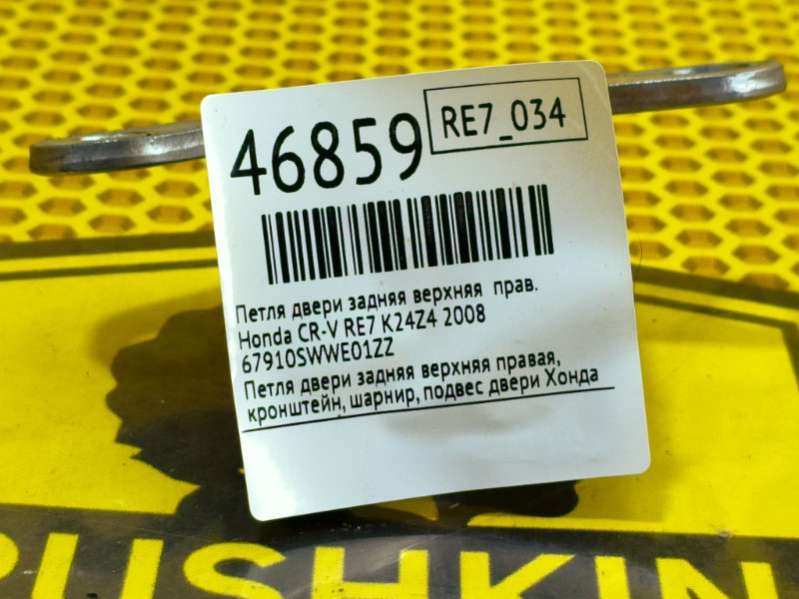 46859
RE7_034
Петля двери задняя верхняя прав.
Honda CR-V RE7 K24Z4 2008
67910SWWE01ZZ
Петля двери задняя верхняя правая,
кронштейн, шарнир, подвес двери Хонда
PUSHKIN